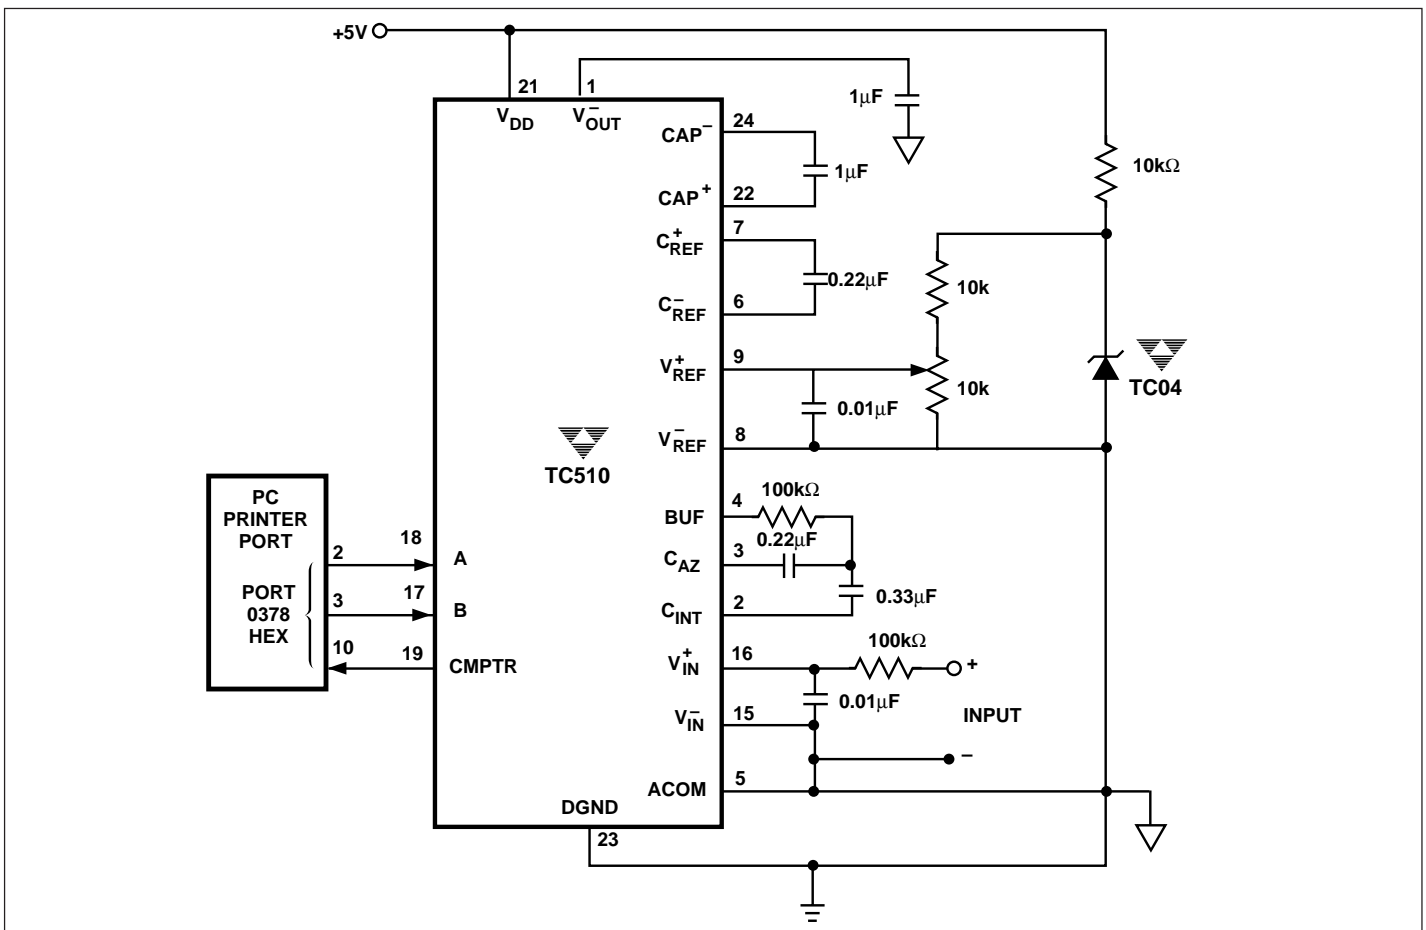 +5V
21
1
VDD
V−OUT
1μF
CAP−
24
1μF
10kΩ
CAP+
22
C+REF
7
0.22μF
10k
C−REF
6
V+REF
9
10k
TC04
0.01μF
V−REF
8
TC510
PC
PRINTER
PORT
PORT
0378
HEX
2
18
A
3
17
B
10
19
CMPTR
BUF
4
100kΩ
0.22μF
CAZ
3
0.33μF
CINT
2
100kΩ
V+IN
16
+
0.01μF
INPUT
V−IN
15
−
ACOM
5
DGND
23